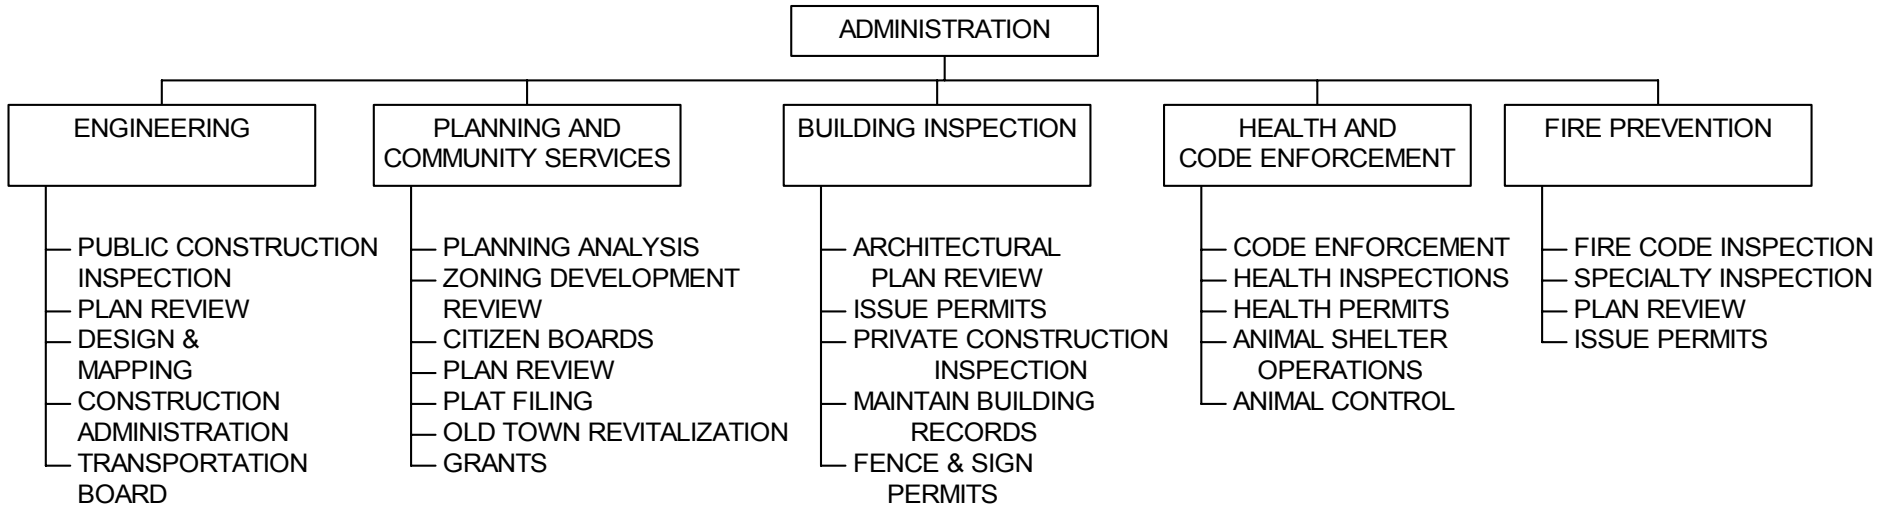 ADMINISTRATION
ENGINEERING
PUBLIC CONSTRUCTION
INSPECTION
PLAN REVIEW
DESIGN &
MAPPING
CONSTRUCTION
ADMINISTRATION
TRANSPORTATION
BOARD
PLANNING AND
COMMUNITY SERVICES
PLANNING ANALYSIS
ZONING DEVELOPMENT
REVIEW
CITIZEN BOARDS
PLAN REVIEW
PLAT FILING
OLD TOWN REVITALIZATION
GRANTS
BUILDING INSPECTION
ARCHITECTURAL
PLAN REVIEW
ISSUE PERMITS
PRIVATE CONSTRUCTION
INSPECTION
MAINTAIN BUILDING
RECORDS
FENCE & SIGN
PERMITS
HEALTH AND
CODE ENFORCEMENT
CODE ENFORCEMENT
HEALTH INSPECTIONS
HEALTH PERMITS
ANIMAL SHELTER
OPERATIONS
ANIMAL CONTROL
FIRE PREVENTION
FIRE CODE INSPECTION
SPECIALTY INSPECTION
PLAN REVIEW
ISSUE PERMITS